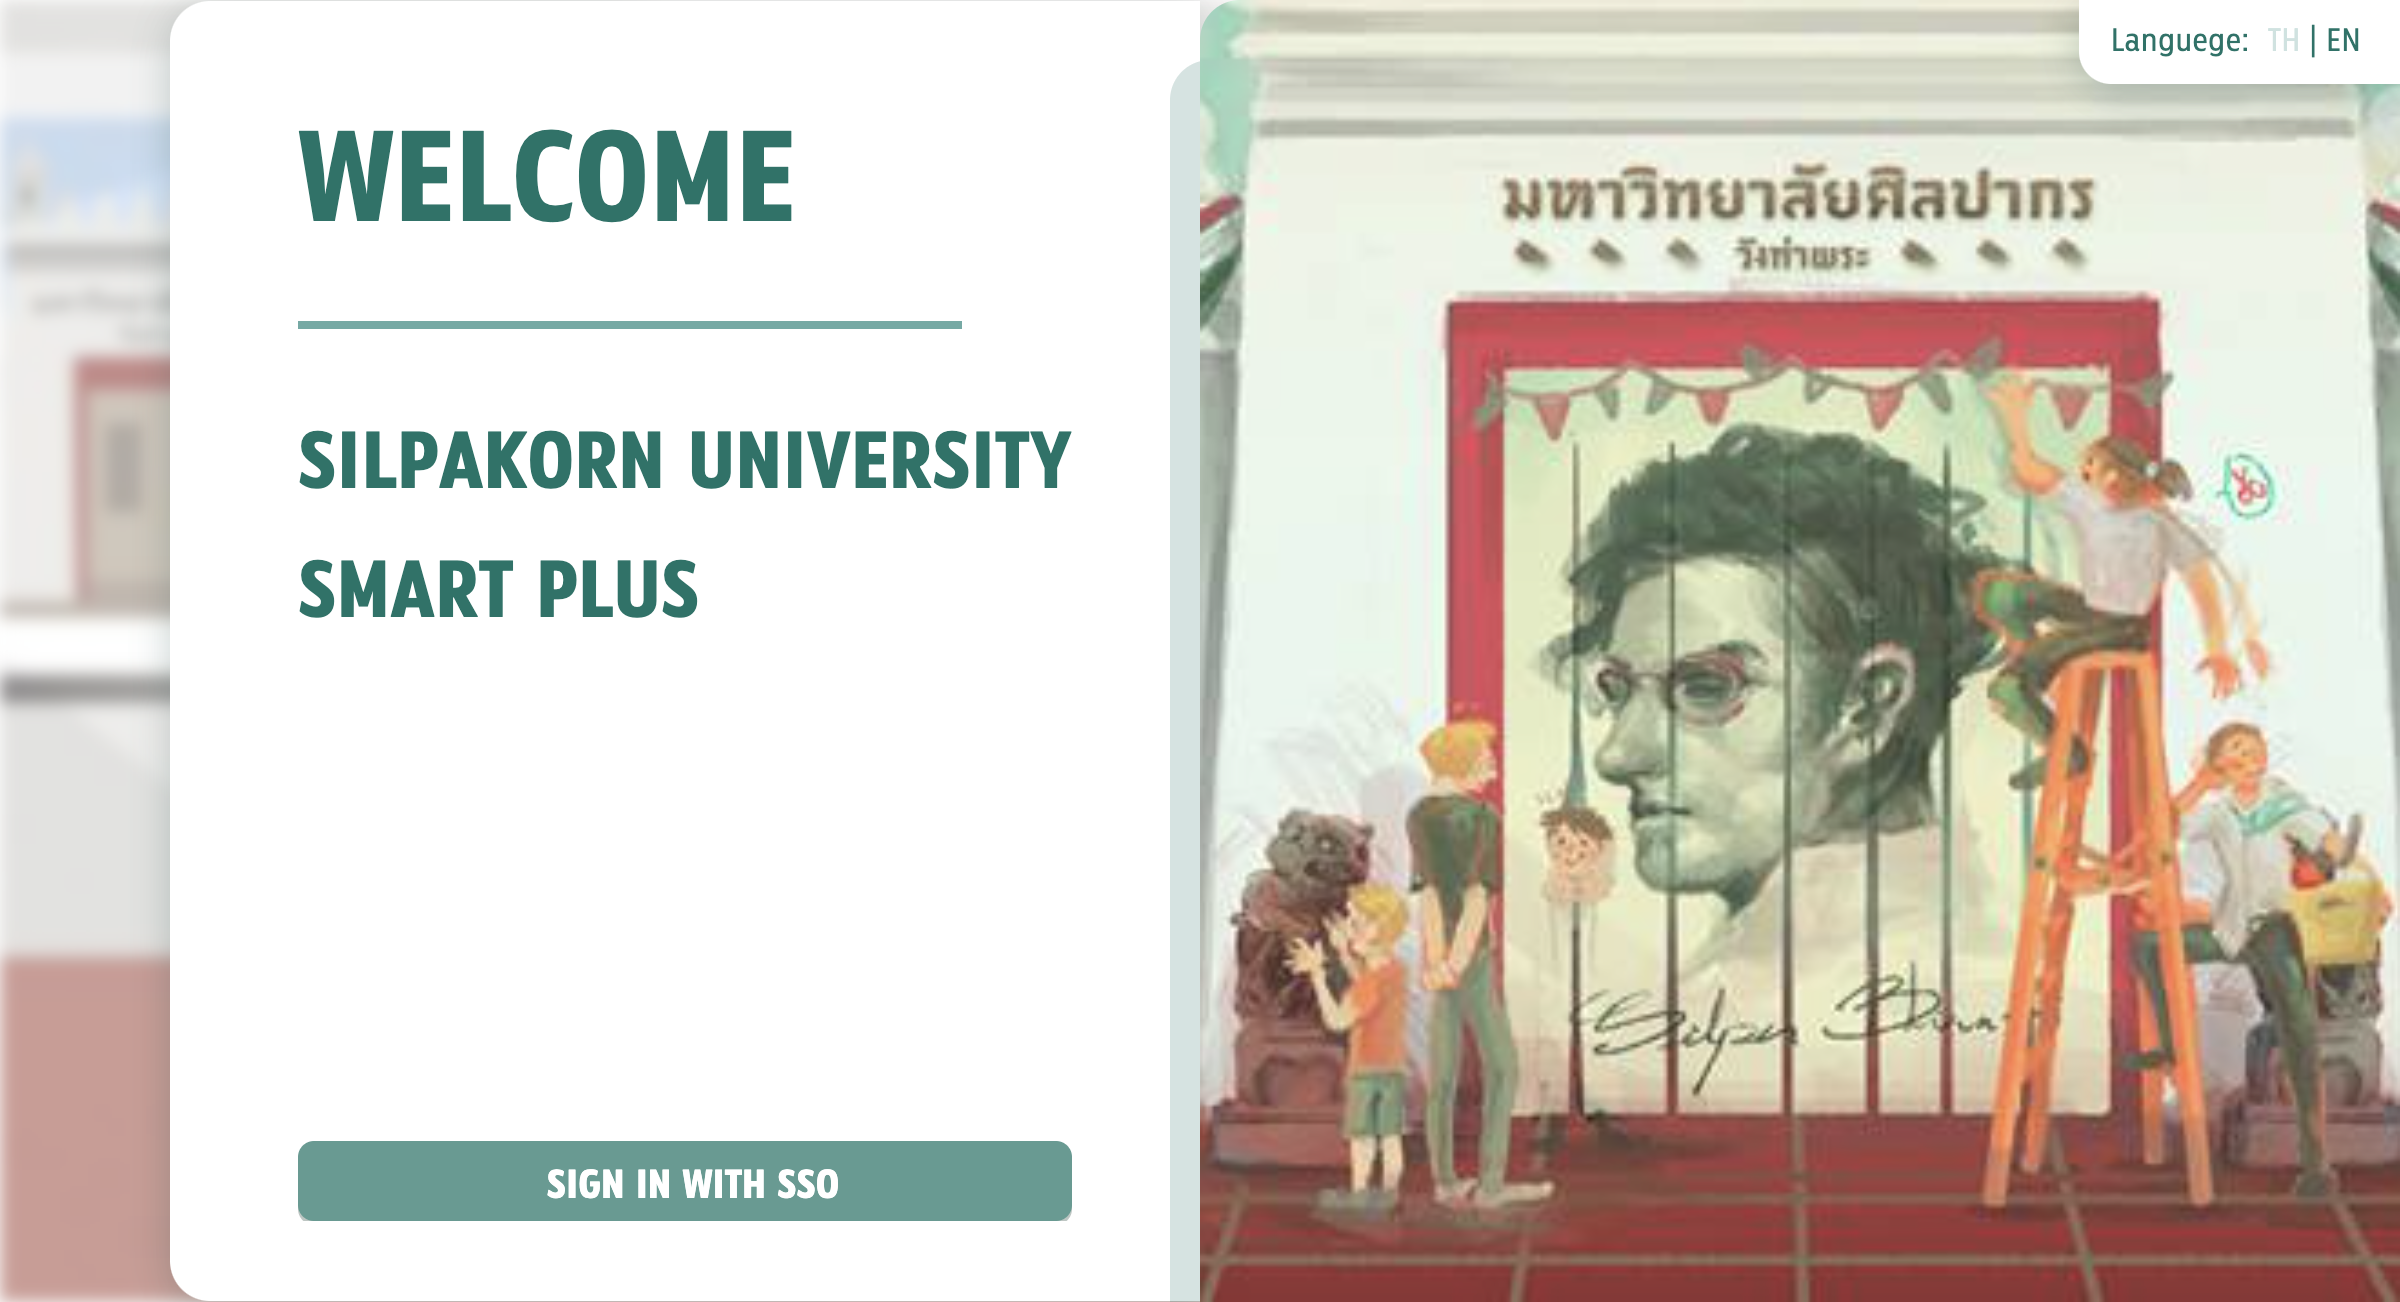 WELCOME
SILPAKORN UNIVERSITY
SMART PLUS
SIGN IN WITH SSO
Languege: TH | EN
มหาวิทยาลัยศิลปากร
วังท่าพระ